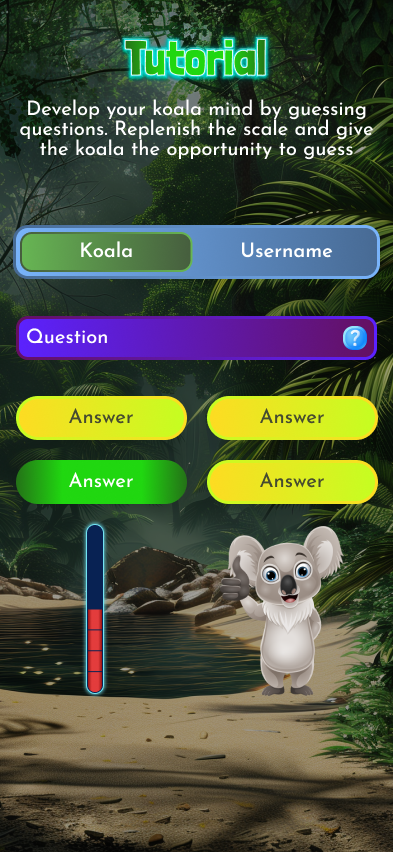 Tutorial
Develop your koala mind by guessing
questions. Replenish the scale and give
the koala the opportunity to guess
Koala
Username
Question
?
Answer
Answer
Answer
Answer